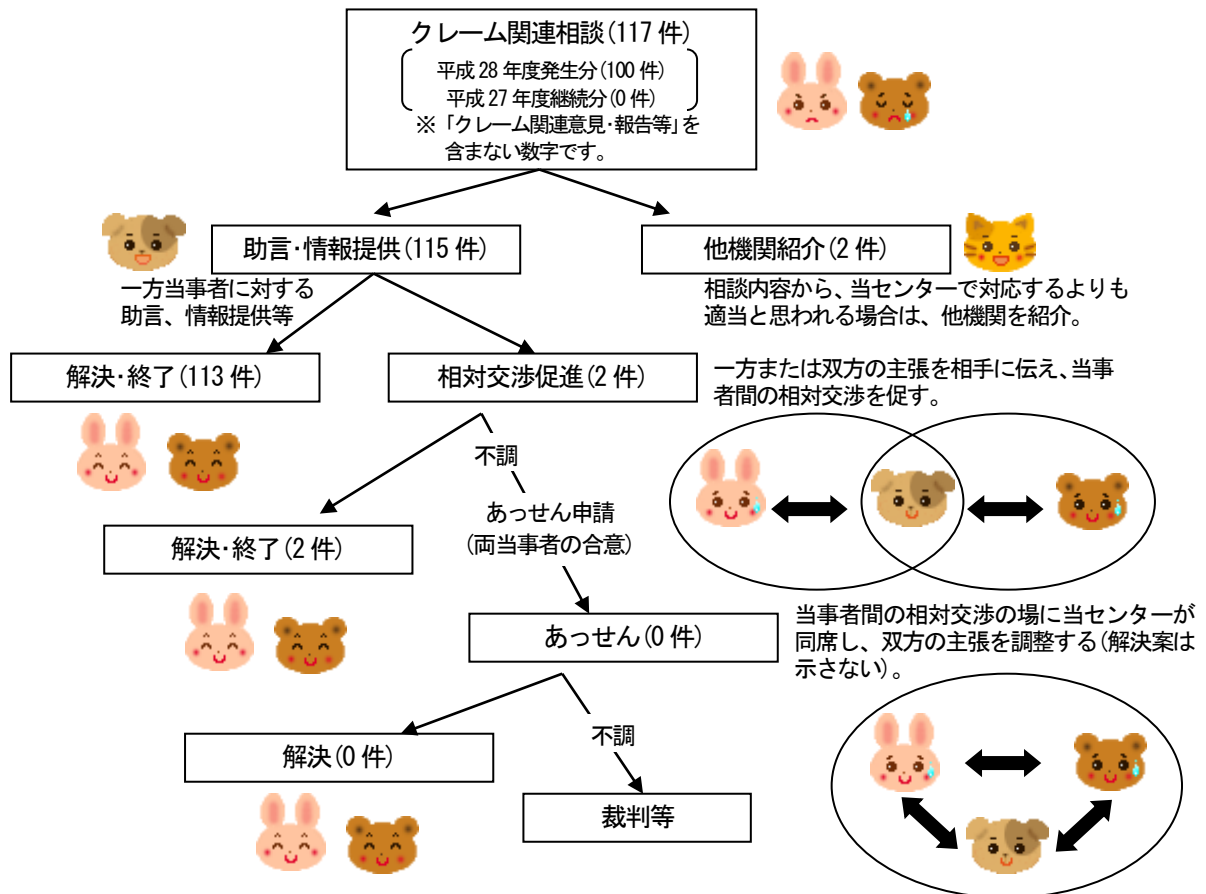 クレーム関連相談(117 件)
平成 28 年度発生分(100 件)
平成 27 年度継続分(0 件)
※「クレーム関連意見・報告等」を
含まない数字です。
助言・情報提供(115 件)
他機関紹介(2 件)
一方当事者に対する
助言、情報提供等
相談内容から、当センターで対応するよりも
適当と思われる場合は、他機関を紹介。
解決・終了(113 件)
相対交渉促進(2 件)
一方または双方の主張を相手に伝え、当事
者間の相対交渉を促す。
不調
あっせん申請
(両当事者の合意)
解決・終了(2 件)
あっせん(0 件)
当事者間の相対交渉の場に当センターが
同席し、双方の主張を調整する(解決案は
示さない)。
不調
解決(0 件)
裁判等